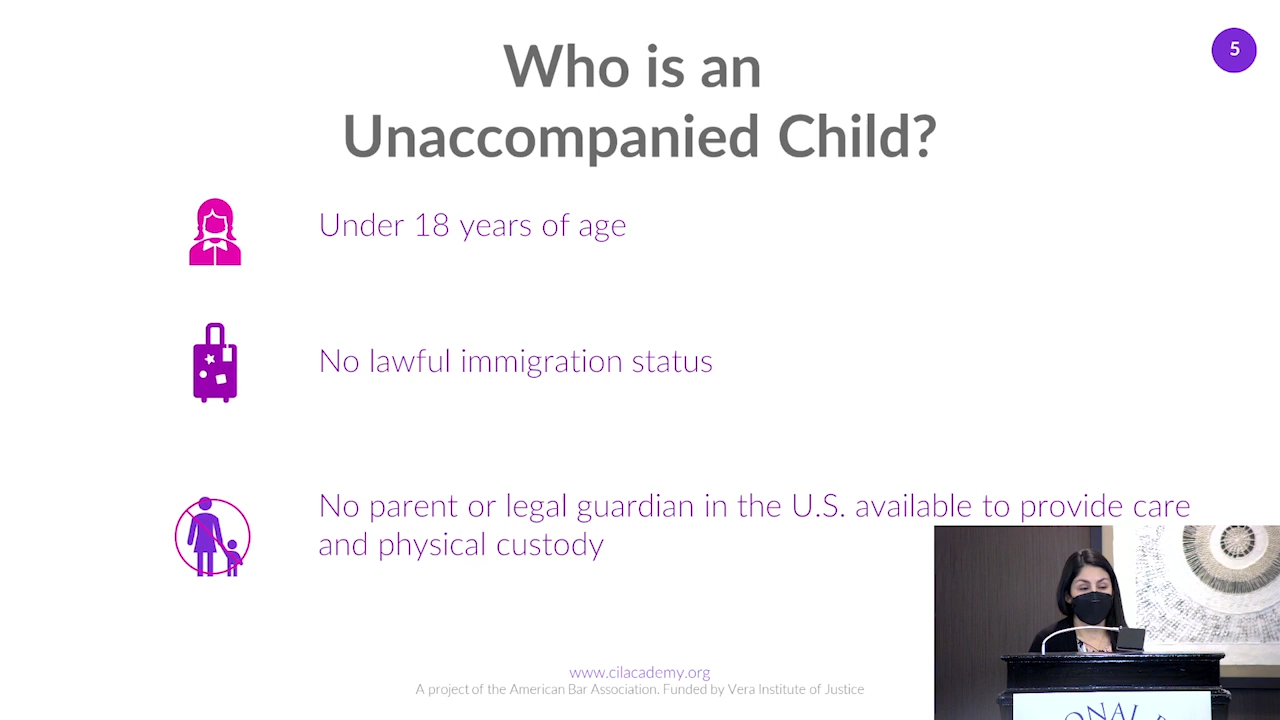 5
Who is an
Unaccompanied Child?
Under 18 years of age
No lawful immigration status
No parent or legal guardian in the U.S. available to provide care
and physical custody
www.cilacademy.org
A project of the American Bar Association. Funded by Vera Institute of Justice